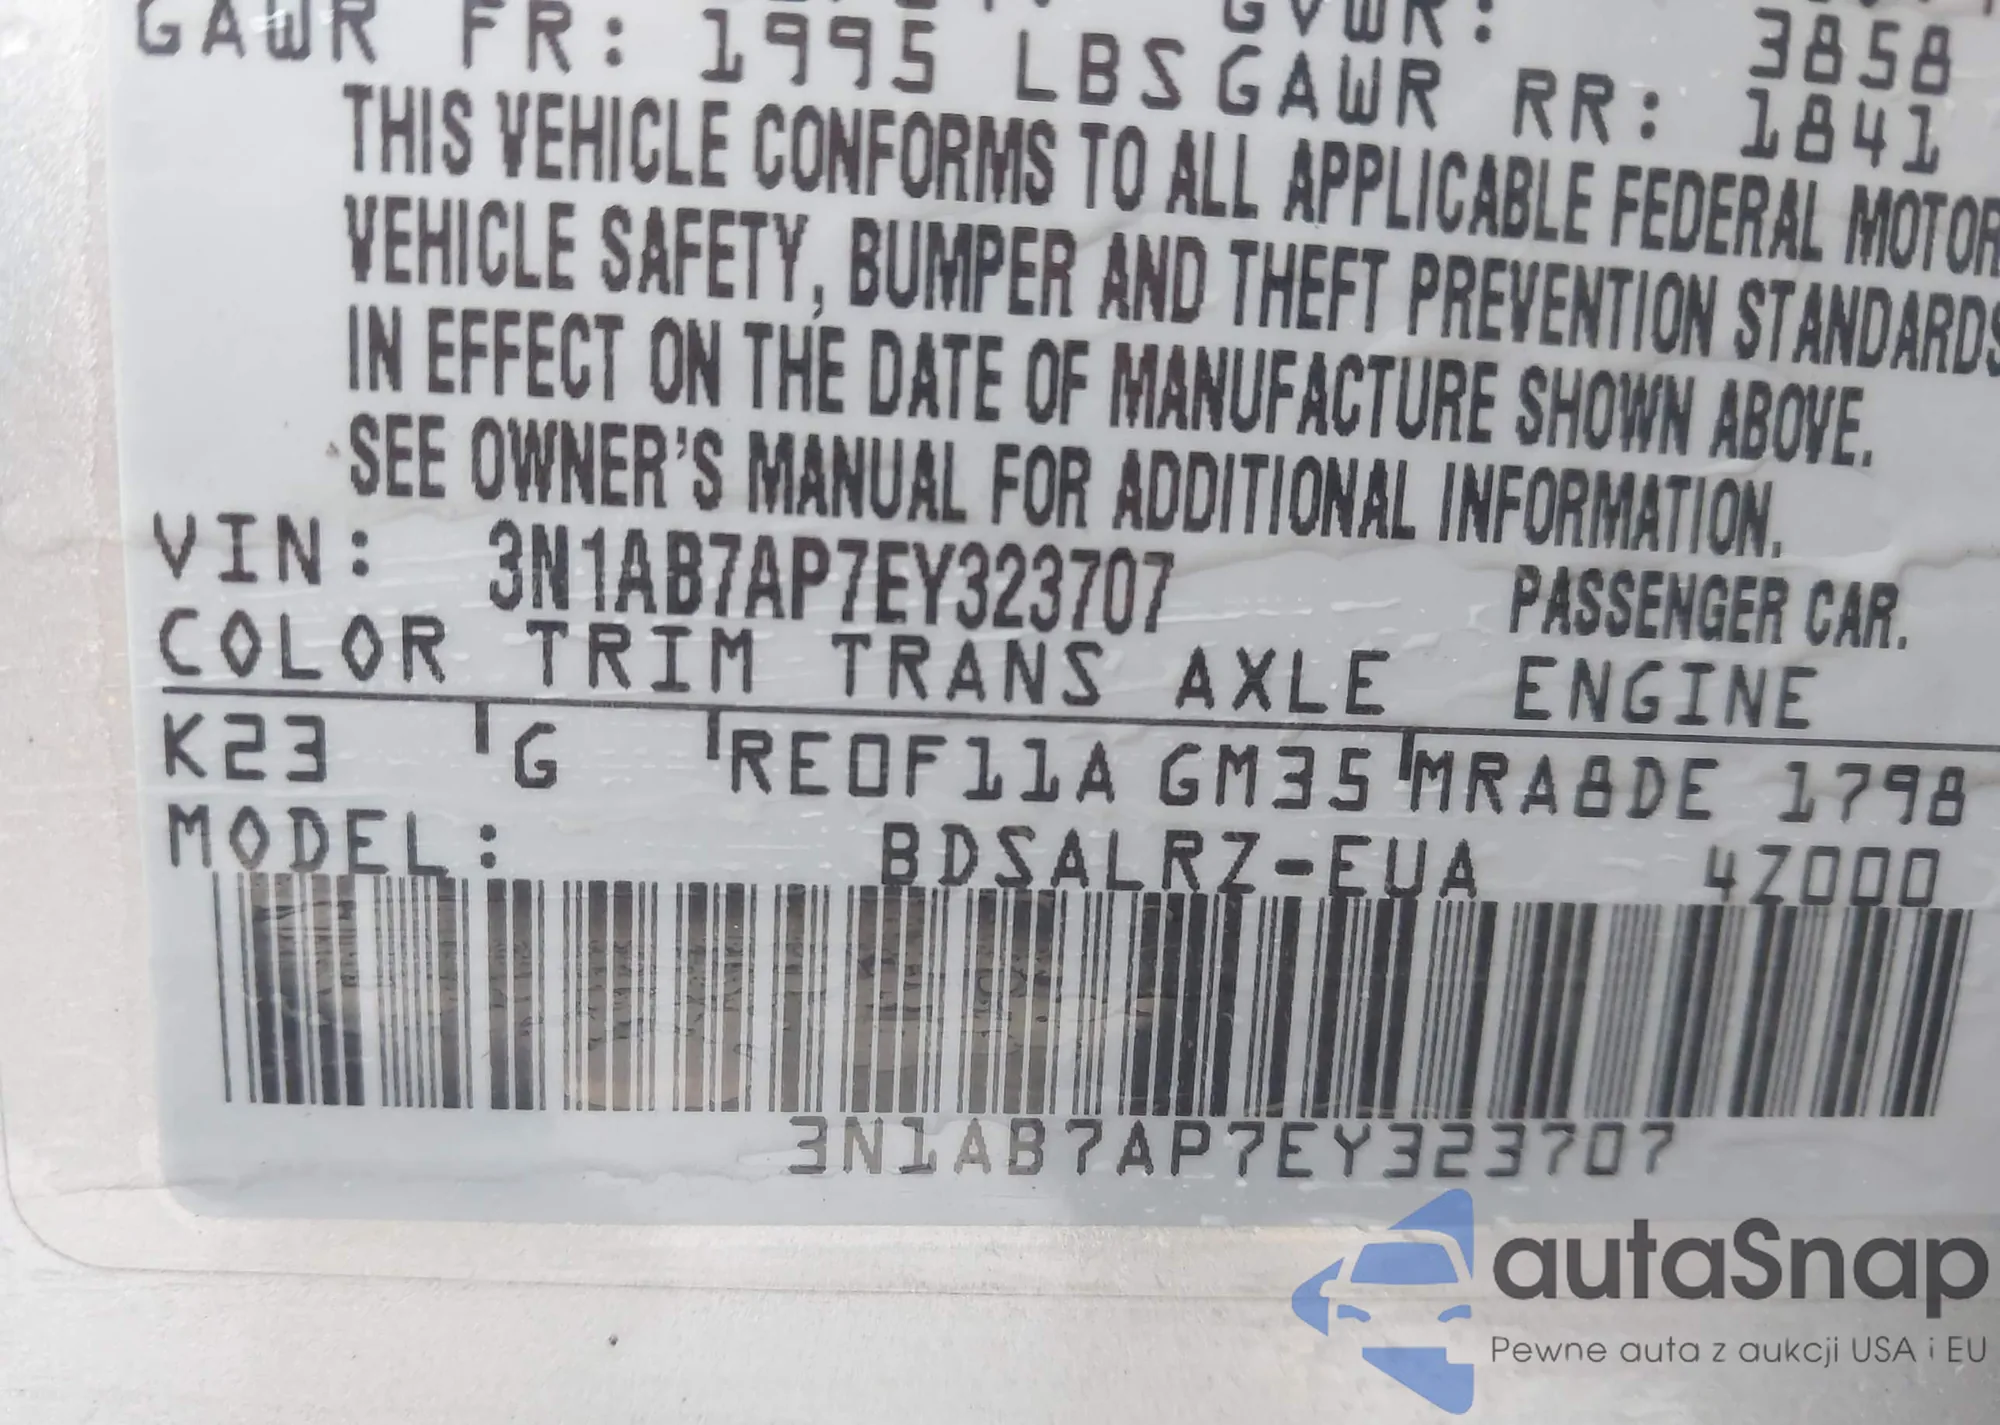 GVWR: 3858
GAWR FR: 1995 LBS GAWR RR: 1841
THIS VEHICLE CONFORMS TO ALL APPLICABLE FEDERAL MOTOR
VEHICLE SAFETY, BUMPER AND THEFT PREVENTION STANDARDS
IN EFFECT ON THE DATE OF MANUFACTURE SHOWN ABOVE.
SEE OWNER'S MANUAL FOR ADDITIONAL INFORMATION.
VIN: 3N1AB7AP7EY323707 PASSENGER CAR.
COLOR TRIM TRANS AXLE ENGINE
K23 G RE0F11A GM35 MRA8DE 1798
MODEL: BDSALRZ-EUA 4Z000
3N1AB7AP7EY323707
autaSnap
Pewne auta z aukcji USA i EU